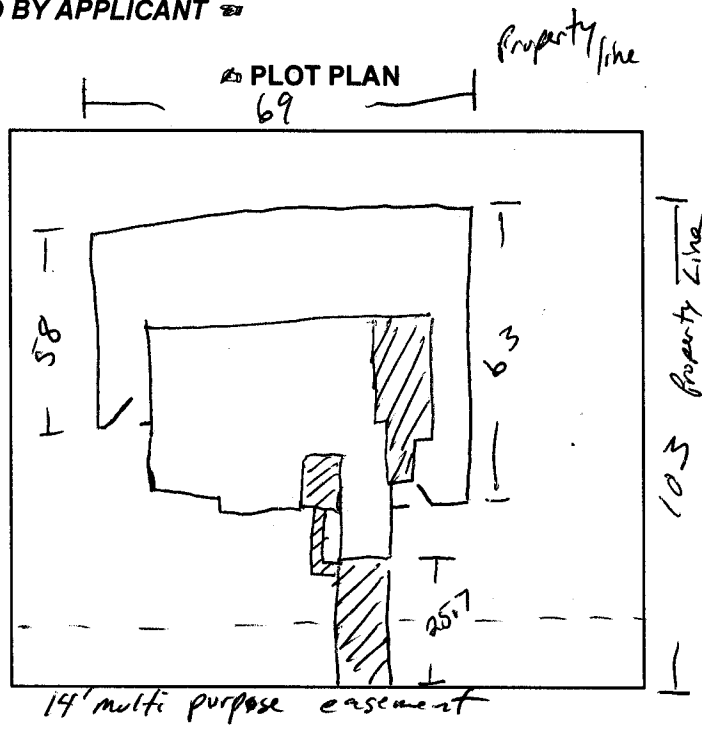 BY APPLICANT
Property line
PLOT PLAN
69
58
63
103 Property Line
25.7
14' multi purpose easement